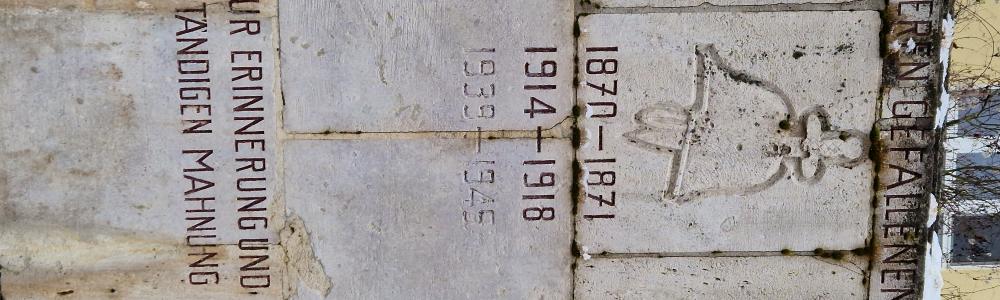 EREN GEFALLENEN
1870–1871
1914–1918
1939–1945
UR ERINNERUNG UND
TÄNDIGEN MAHNUNG